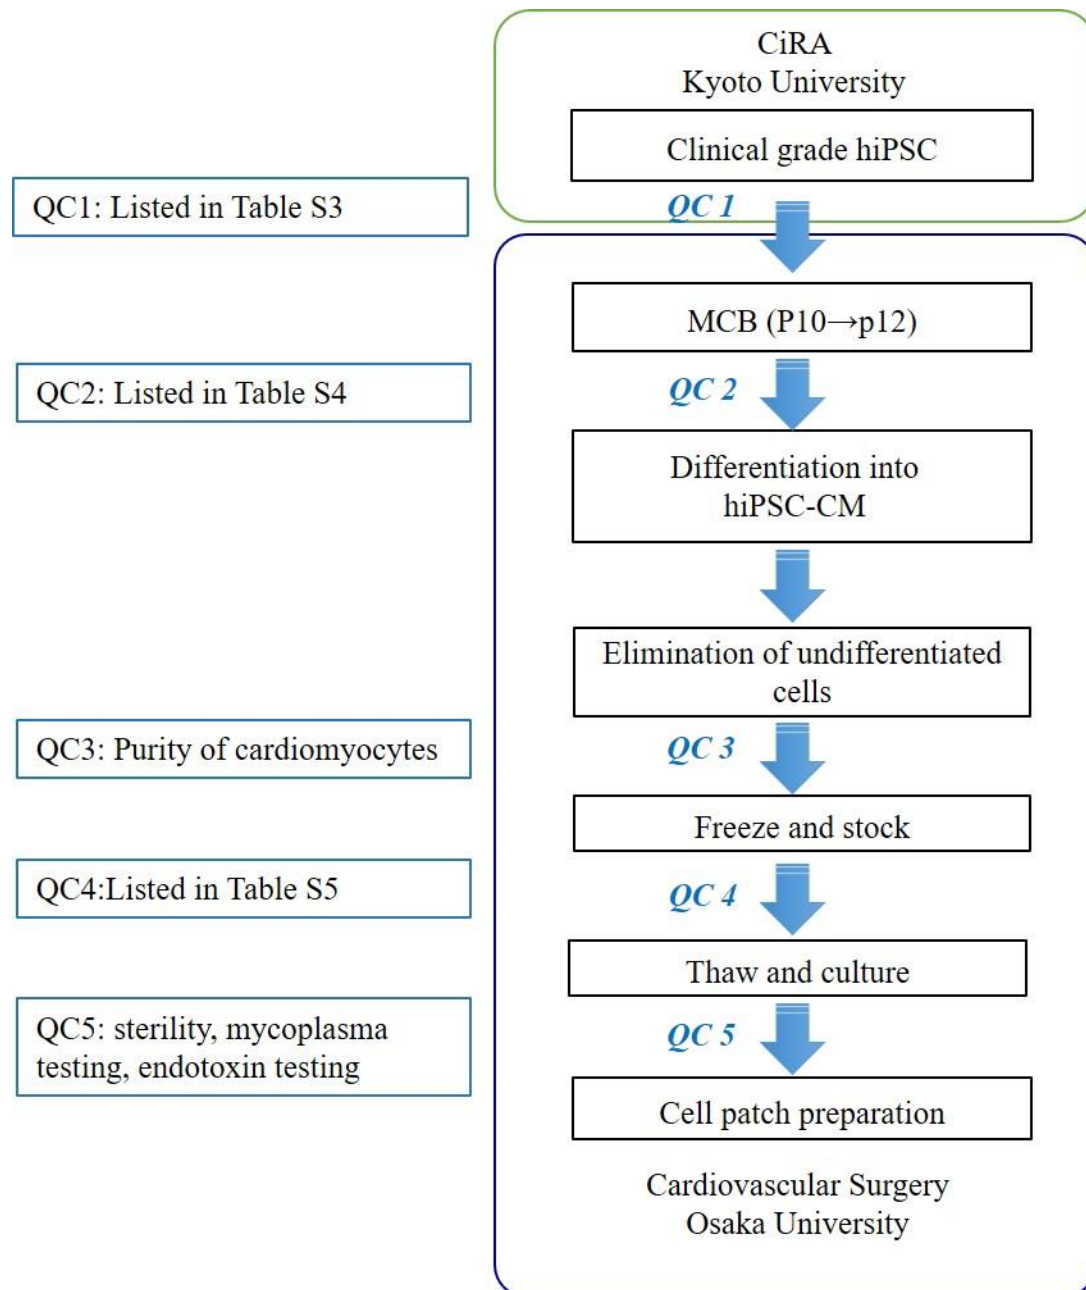 CiRA
Kyoto University
Clinical grade hiPSC
QC1: Listed in Table S3
QC 1
MCB (P10→p12)
QC2: Listed in Table S4
QC 2
Differentiation into
hiPSC-CM
Elimination of undifferentiated
cells
QC3: Purity of cardiomyocytes
QC 3
Freeze and stock
QC4:Listed in Table S5
QC 4
Thaw and culture
QC5: sterility, mycoplasma
testing, endotoxin testing
QC 5
Cell patch preparation
Cardiovascular Surgery
Osaka University